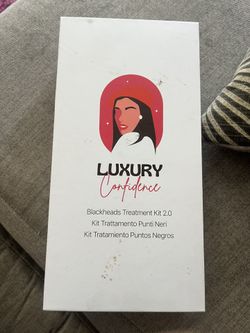 LUXURY
Confidence
Blackheads Treatment Kit 2.0
Kit Trattamento Punti Neri
Kit Tratamiento Puntos Negros